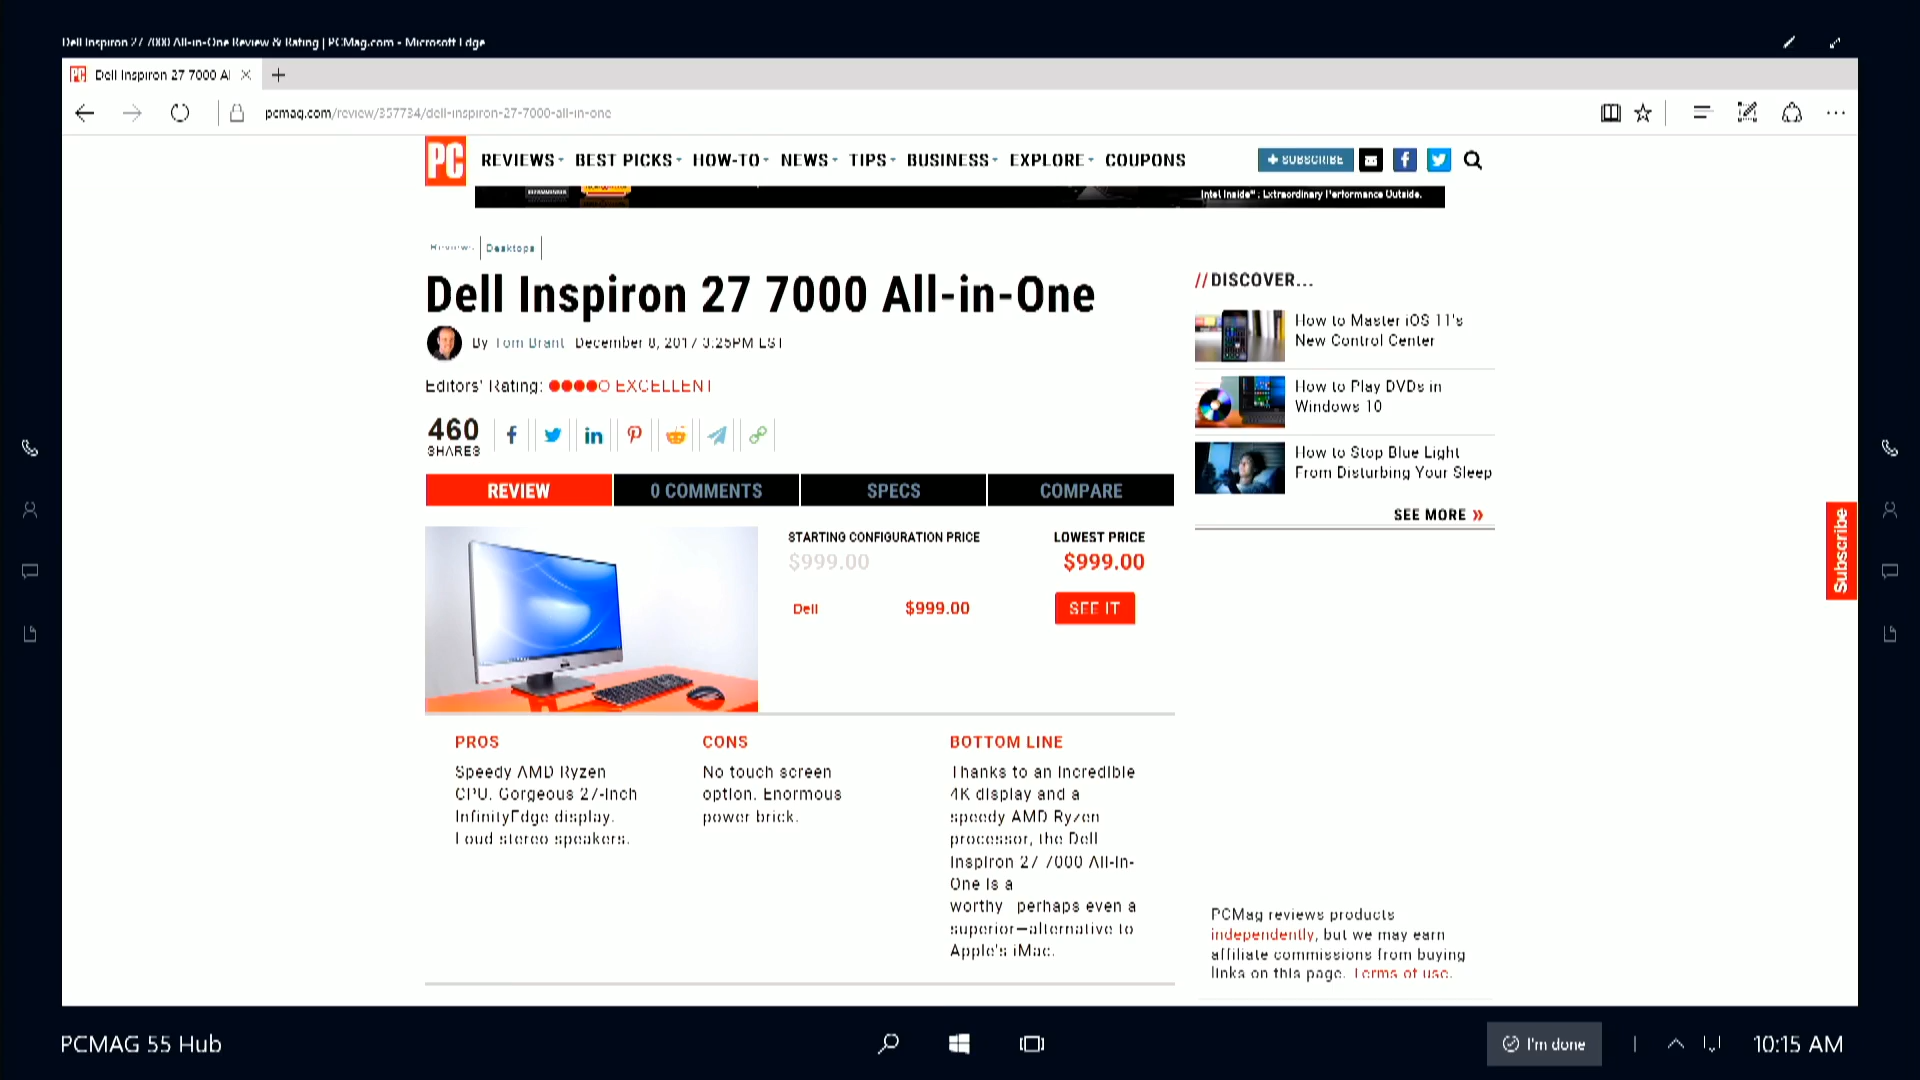 Dell Inspiron 27 7000 All-in-One Review & Rating | PCMag.com - Microsoft Edge
PC Dell Inspiron 27 7000 Al
pcmag.com/review/357734/dell-inspiron-27-7000-all-in-one
PC REVIEWS BEST PICKS HOW-TO NEWS TIPS BUSINESS EXPLORE COUPONS SUBSCRIBE
Intel Inside®. Extraordinary Performance Outside.
Reviews Desktops
Dell Inspiron 27 7000 All-in-One
By Tom Brant December 8, 2017 3:25PM EST
Editors' Rating: EXCELLENT
460
SHARES
REVIEW 0 COMMENTS SPECS COMPARE
STARTING CONFIGURATION PRICE LOWEST PRICE
$999.00 $999.00
Dell $999.00 SEE IT
PROS
Speedy AMD Ryzen
CPU. Gorgeous 27-inch
InfinityEdge display.
Loud stereo speakers.
CONS
No touch screen
option. Enormous
power brick.
BOTTOM LINE
Thanks to an incredible
4K display and a
speedy AMD Ryzen
processor, the Dell
Inspiron 27 7000 All-in-
One is a
worthy perhaps even a
superior—alternative to
Apple's iMac.
//DISCOVER...
How to Master iOS 11's
New Control Center
How to Play DVDs in
Windows 10
How to Stop Blue Light
From Disturbing Your Sleep
SEE MORE »
Subscribe
PCMag reviews products
independently, but we may earn
affiliate commissions from buying
links on this page. Terms of use.
PCMAG 55 Hub
I'm done
10:15 AM